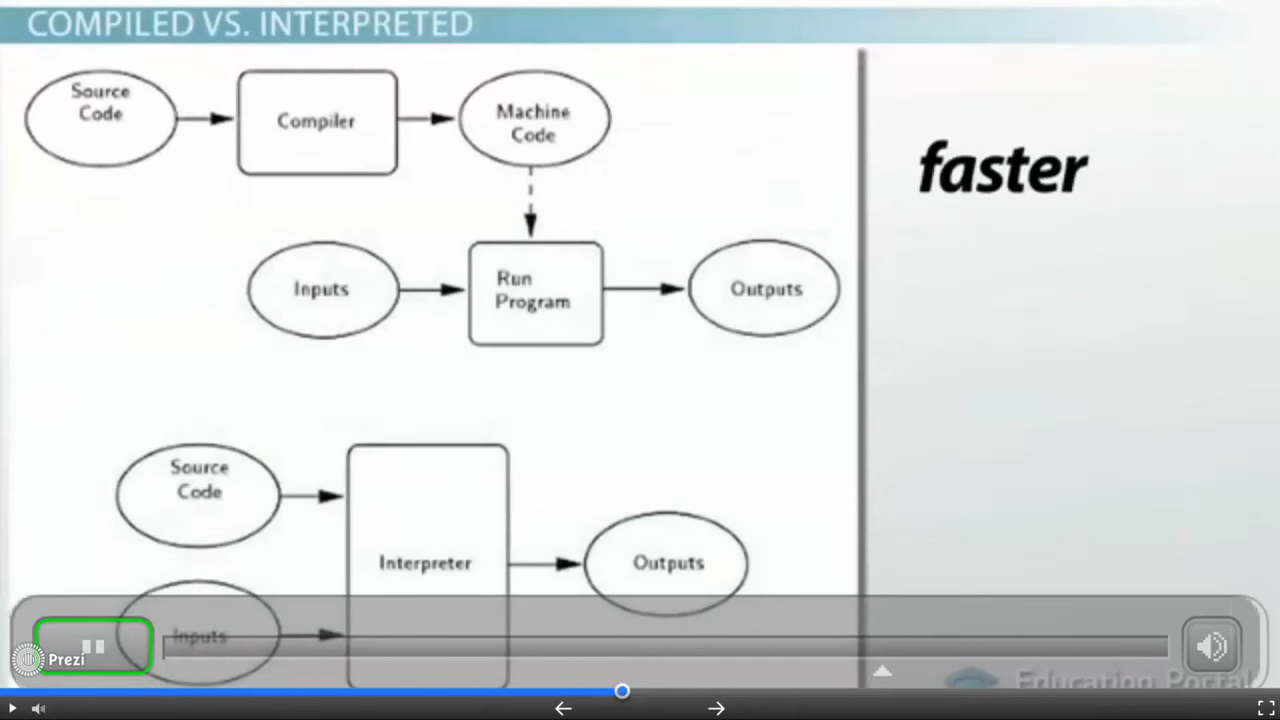 COMPILED VS. INTERPRETED
Source
Code
Compiler
Machine
Code
faster
Inputs
Run
Program
Outputs
Source
Code
Interpreter
Outputs
Inputs
Prezi
Education Portal